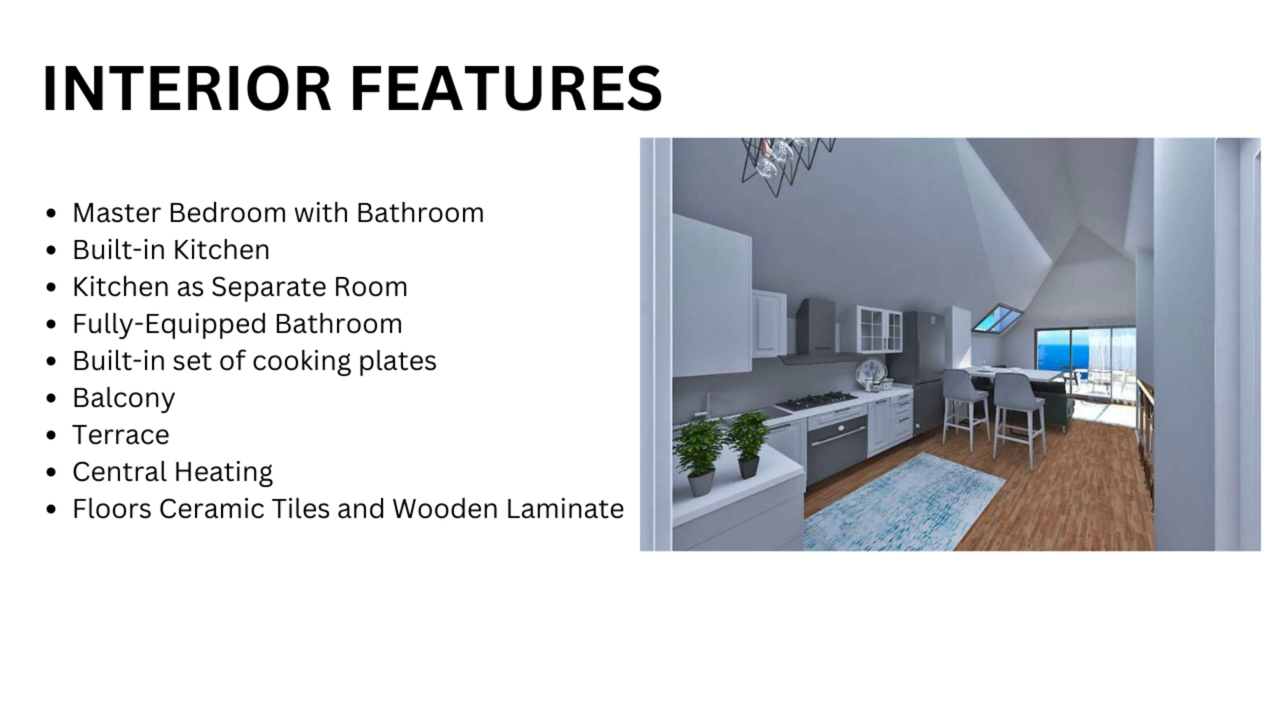 INTERIOR FEATURES
• Master Bedroom with Bathroom
• Built-in Kitchen
• Kitchen as Separate Room
• Fully-Equipped Bathroom
• Built-in set of cooking plates
• Balcony
• Terrace
• Central Heating
• Floors Ceramic Tiles and Wooden Laminate